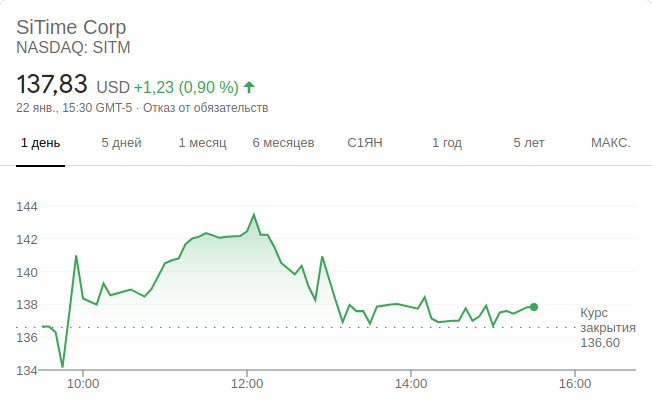 SiTime Corp
NASDAQ: SITM
137,83 USD +1,23 (0,90 %)
22 янв., 15:30 GMT-5 · Отказ от обязательств
1 день 5 дней 1 месяц 6 месяцев С1ЯН 1 год 5 лет МАКС.
144
142
140
138
136
134
Курс
закрытия
136,60
10:00 12:00 14:00 16:00